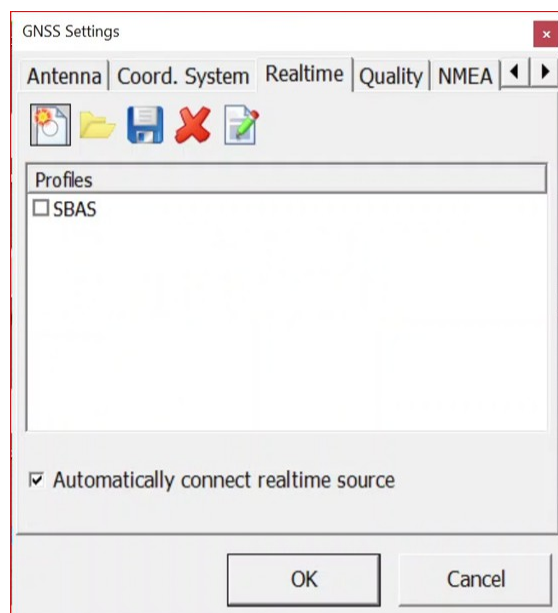 GNSS Settings
Antenna Coord. System Realtime Quality NMEA
Profiles
SBAS
Automatically connect realtime source
OK Cancel